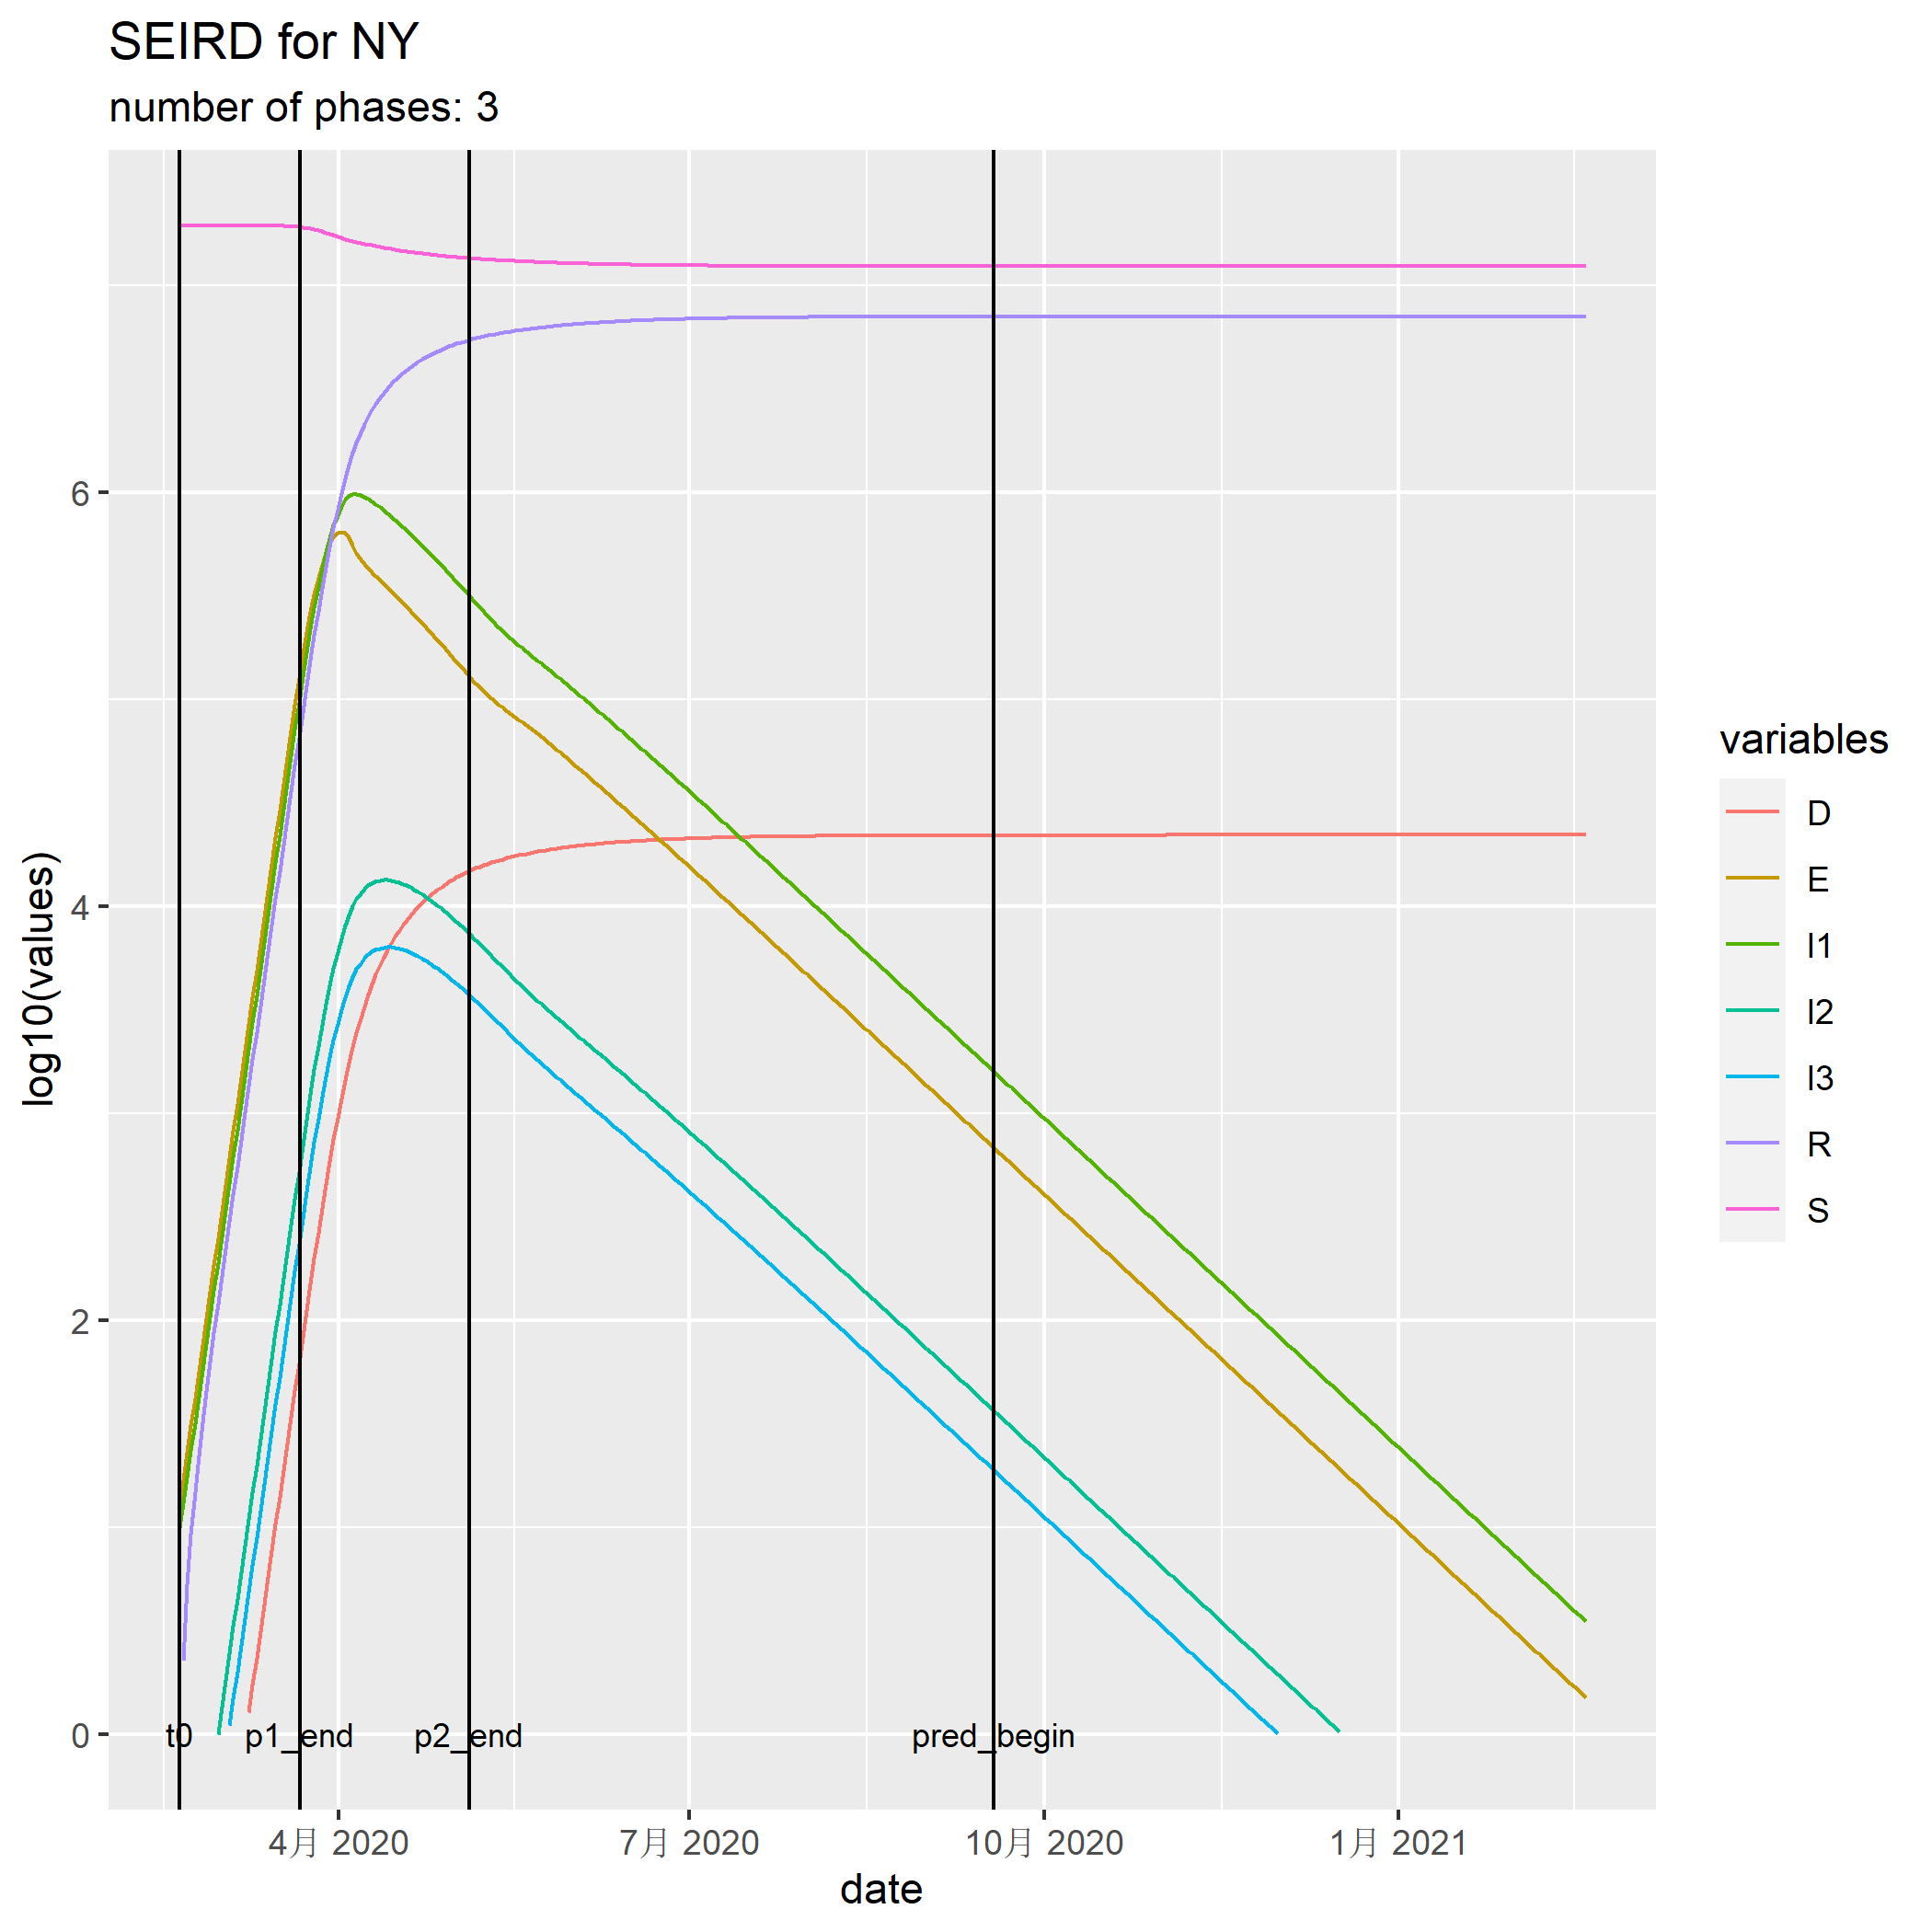 SEIRD for NY
number of phases: 3
log10(values)
6
4
2
0
t0
p1_end
p2_end
pred_begin
4月 2020
7月 2020
10月 2020
1月 2021
date
variables
D
E
I1
I2
I3
R
S